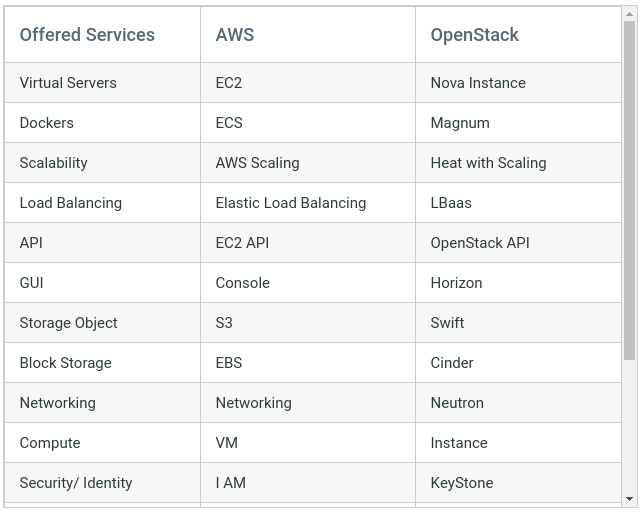 Offered Services AWS OpenStack
Virtual Servers EC2 Nova Instance
Dockers ECS Magnum
Scalability AWS Scaling Heat with Scaling
Load Balancing Elastic Load Balancing LBaas
API EC2 API OpenStack API
GUI Console Horizon
Storage Object S3 Swift
Block Storage EBS Cinder
Networking Networking Neutron
Compute VM Instance
Security/ Identity I AM KeyStone